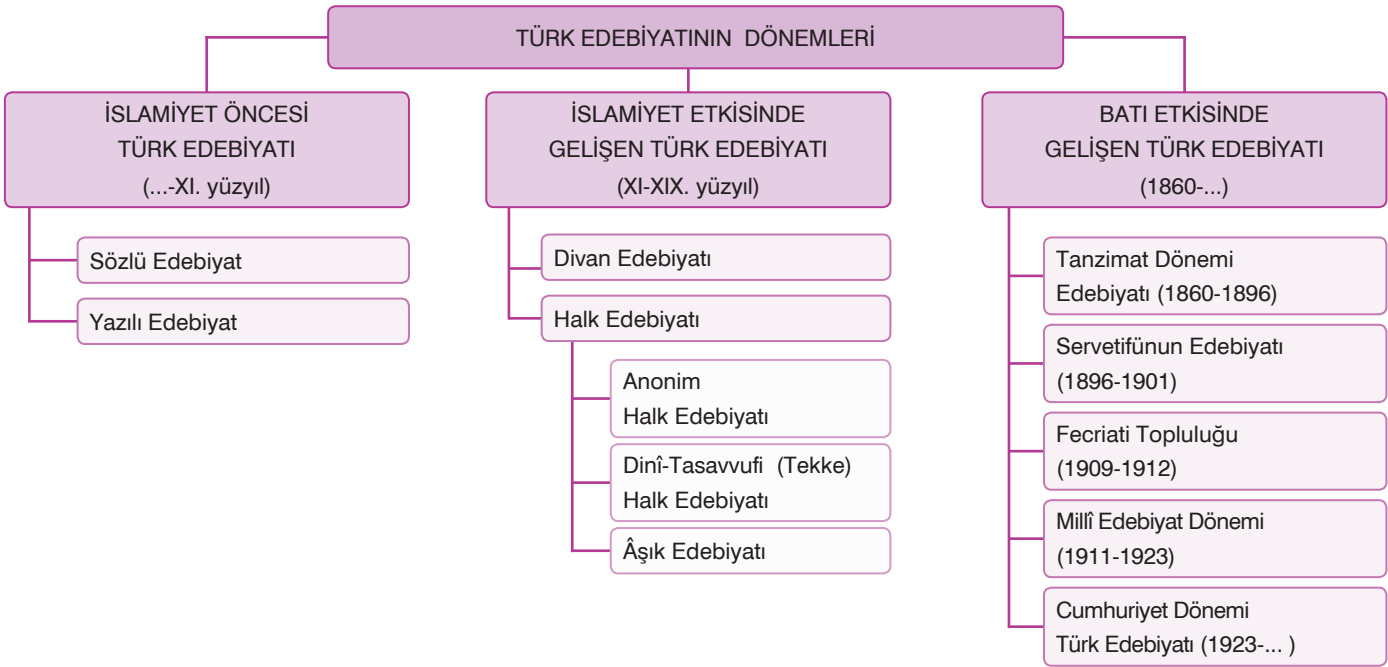 TÜRK EDEBİYATININ DÖNEMLERİ
İSLAMİYET ÖNCESİ
TÜRK EDEBİYATI
(...-XI. yüzyıl)
Sözlü Edebiyat
Yazılı Edebiyat
İSLAMİYET ETKİSİNDE
GELİŞEN TÜRK EDEBİYATI
(XI-XIX. yüzyıl)
Divan Edebiyatı
Halk Edebiyatı
Anonim
Halk Edebiyatı
Dinî-Tasavvufi (Tekke)
Halk Edebiyatı
Âşık Edebiyatı
BATI ETKİSİNDE
GELİŞEN TÜRK EDEBİYATI
(1860-...)
Tanzimat Dönemi
Edebiyatı (1860-1896)
Servetifünun Edebiyatı
(1896-1901)
Fecriati Topluluğu
(1909-1912)
Millî Edebiyat Dönemi
(1911-1923)
Cumhuriyet Dönemi
Türk Edebiyatı (1923-... )